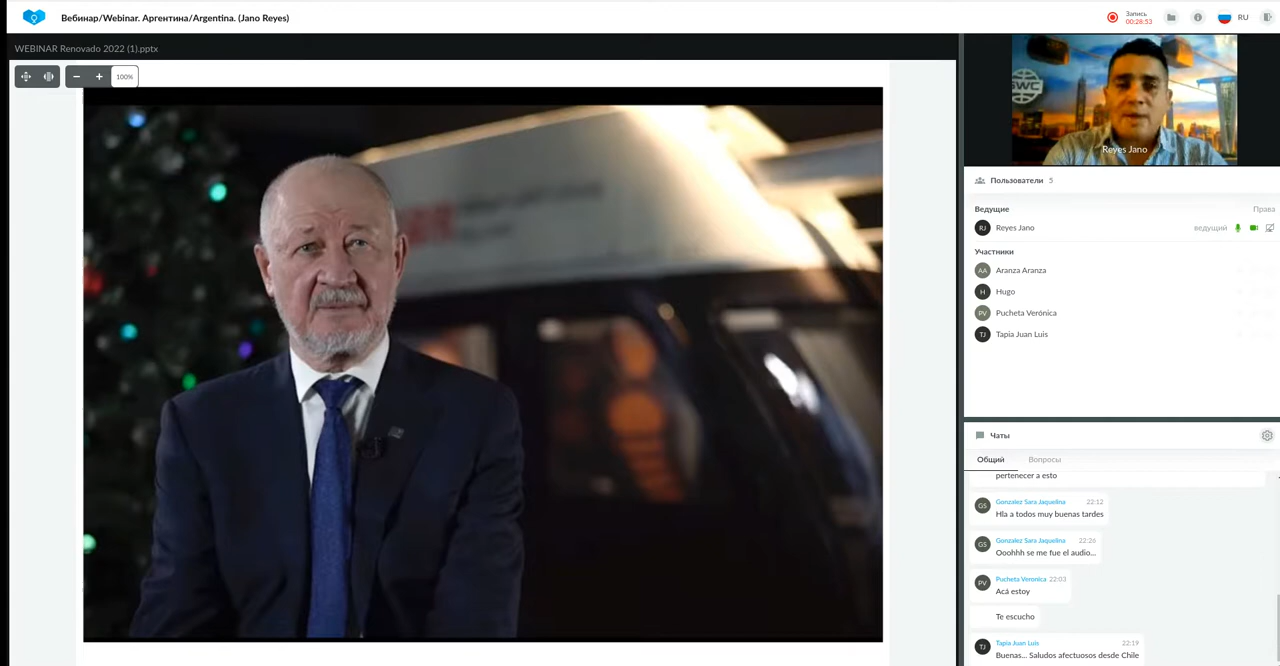 Вебинар/Webinar. Аргентина/Argentina. (Jano Reyes)
Запись
00:28:53
RU
WEBINAR Renovado 2022 (1).pptx
100%
Reyes Jano
Пользователи 5
Ведущие
Права
RJ
Reyes Jano
ведущий
Участники
AA
Aranza Aranza
H
Hugo
PV
Pucheta Verónica
TJ
Tapia Juan Luis
Чаты
Общий
Вопросы
pertenecer a esto
GS
Gonzalez Sara Jaquelina 22:12
Hla a todos muy buenas tardes
GS
Gonzalez Sara Jaquelina 22:26
Ooohhh se me fue el audio...
PV
Pucheta Veronica 22:03
Acá estoy
Te escucho
TJ
Tapia Juan Luis 22:19
Buenas... Saludos afectuosos desde Chile